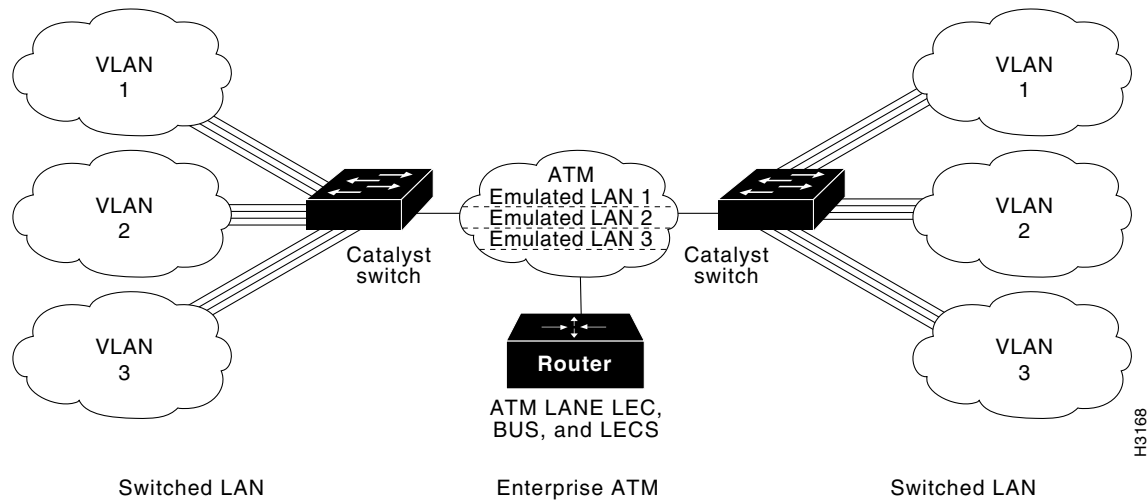 VLAN
1
VLAN
2
VLAN
3
Catalyst
switch
ATM
Emulated LAN 1
Emulated LAN 2
Emulated LAN 3
Router
ATM LANE LEC,
BUS, and LECS
Catalyst
switch
VLAN
1
VLAN
2
VLAN
3
H3168
Switched LAN
Enterprise ATM
Switched LAN